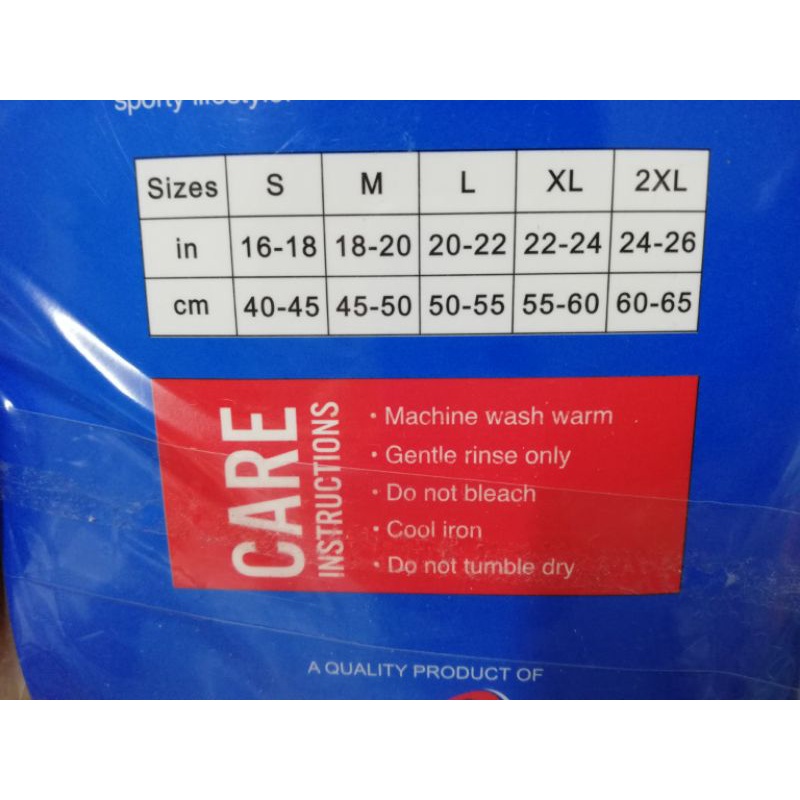 sporty lifestyle.
Sizes S M L XL 2XL
in 16-18 18-20 20-22 22-24 24-26
cm 40-45 45-50 50-55 55-60 60-65
CARE
INSTRUCTIONS
· Machine wash warm
· Gentle rinse only
· Do not bleach
· Cool iron
· Do not tumble dry
A QUALITY PRODUCT OF